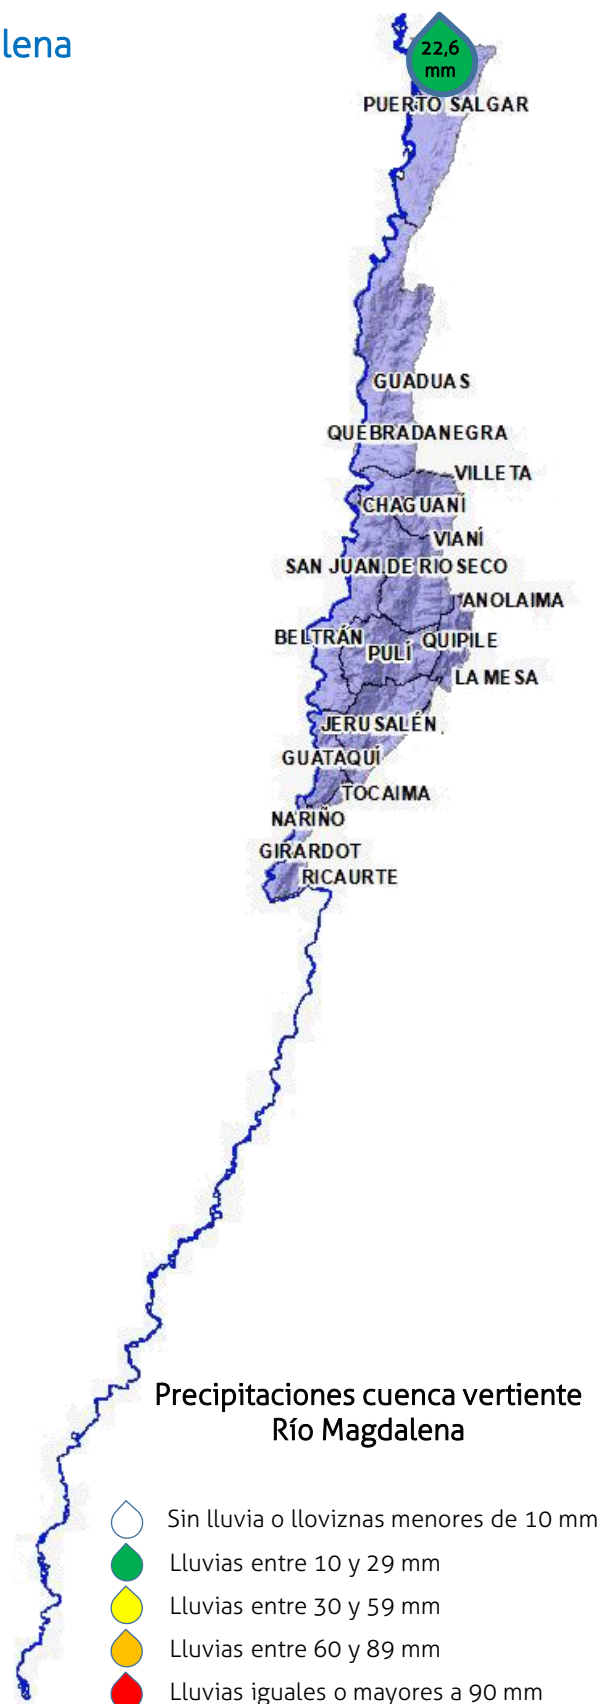 lena
22,6
mm
PUERTO SALGAR
GUADUAS
QUEBRADANEGRA
VILLETA
CHAGUANÍ
VIANÍ
SAN JUAN DE RIO SECO
ANOLAIMA
BELTRÁN
QUIPILE
PULÍ
LA MESA
JERUSALÉN
GUATAQUÍ
TOCAIMA
NARIÑO
GIRARDOT
RICAURTE
Precipitaciones cuenca vertiente
Río Magdalena
Sin lluvia o lloviznas menores de 10 mm
Lluvias entre 10 y 29 mm
Lluvias entre 30 y 59 mm
Lluvias entre 60 y 89 mm
Lluvias iguales o mayores a 90 mm